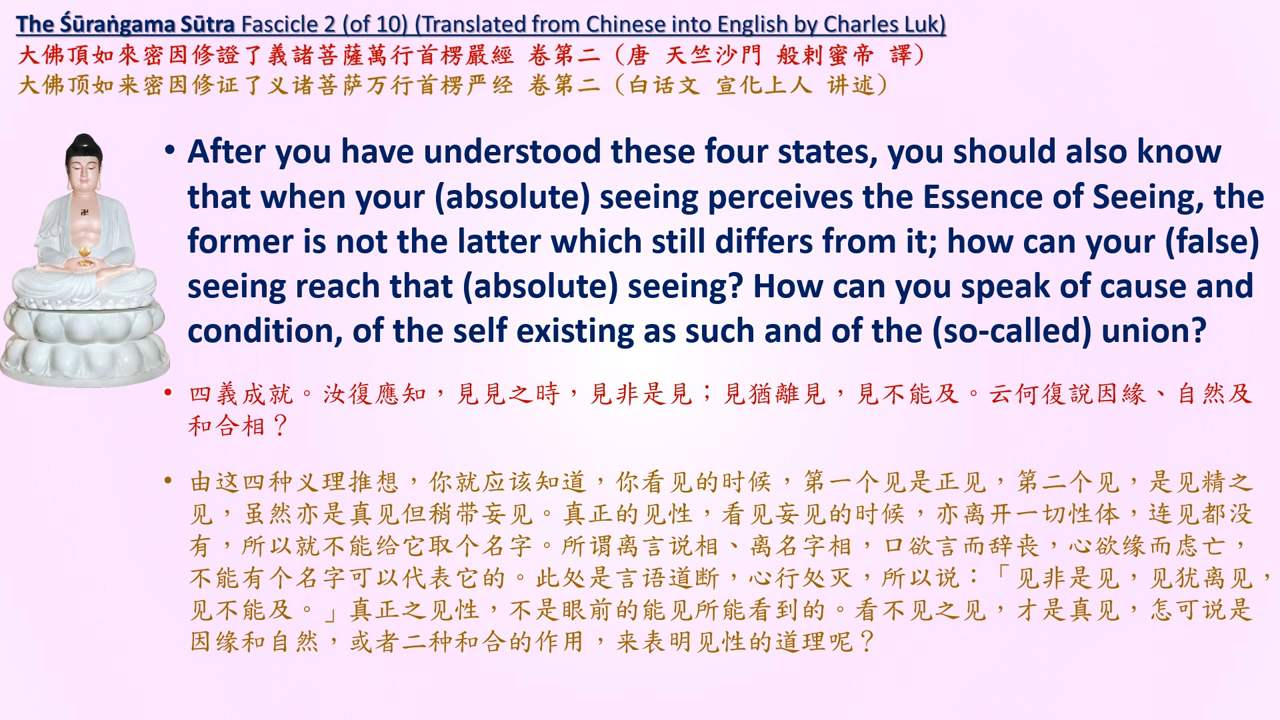 The Śūraṅgama Sūtra Fascicle 2 (of 10) (Translated from Chinese into English by Charles Luk)
大佛頂如來密因修證了義諸菩薩萬行首楞嚴經 卷第二（唐 天竺沙門 般剌蜜帝 譯）
大佛顶如来密因修证了义诸菩萨万行首楞严经 卷第二（白话文 宣化上人 讲述）
• After you have understood these four states, you should also know
that when your (absolute) seeing perceives the Essence of Seeing, the
former is not the latter which still differs from it; how can your (false)
seeing reach that (absolute) seeing? How can you speak of cause and
condition, of the self existing as such and of the (so-called) union?
• 四義成就。汝復應知，見見之時，見非是見；見猶離見，見不能及。云何復說因緣、自然及
和合相？
• 由这四种义理推想，你就应该知道，你看见的时候，第一个见是正见，第二个见，是见精之
见，虽然亦是真见但稍带妄见。真正的见性，看见妄见的时候，亦离开一切性体，连见都没
有，所以就不能给它取个名字。所谓离言说相、离名字相，口欲言而辞丧，心欲缘而虑亡，
不能有个名字可以代表它的。此处是言语道断，心行处灭，所以说：「见非是见，见犹离见，
见不能及。」真正之见性，不是眼前的能见所能看到的。看不见之见，才是真见，怎可说是
因缘和自然，或者二种和合的作用，来表明见性的道理呢？